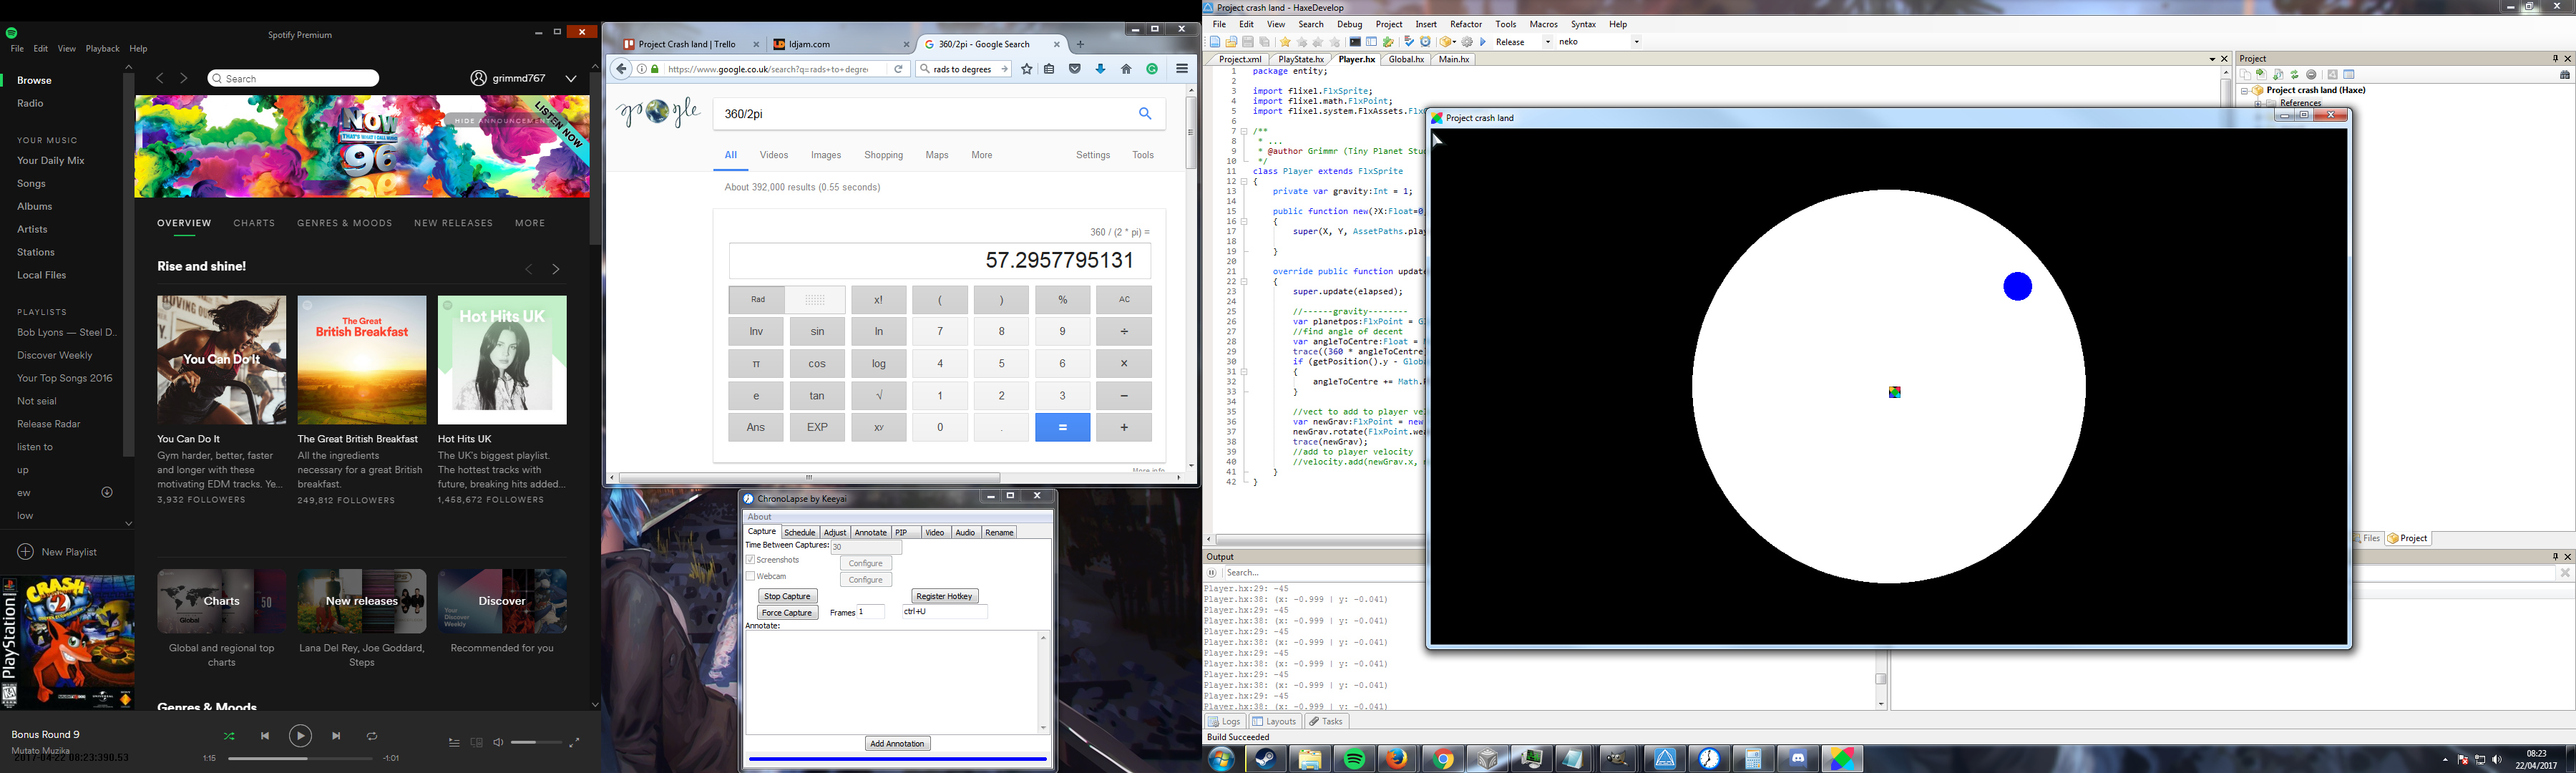 Spotify Premium
File Edit View Playback Help
Search
grimmd767
Browse
Radio
YOUR MUSIC
Your Daily Mix
Songs
Albums
Artists
Stations
Local Files
PLAYLISTS
Bob Lyons — Steel D..
Discover Weekly
Your Top Songs 2016
Not seial
Release Radar
listen to
up
ew
low
New Playlist
HIDE ANNOUNCEMENT
LISTEN NOW
NOW
THAT'S WHAT I CALL MUSIC
96
OVERVIEW CHARTS GENRES & MOODS NEW RELEASES MORE
Rise and shine!
You Can Do It
The Great
British Breakfast
Hot Hits UK
You Can Do It
Gym harder, better, faster
and longer with these
motivating EDM tracks. Ye...
3,932 FOLLOWERS
The Great British Breakfast
All the ingredients
necessary for a great British
breakfast.
249,812 FOLLOWERS
Hot Hits UK
The UK's biggest playlist.
The hottest tracks with
future, breaking hits added...
1,458,672 FOLLOWERS
Charts
New releases
Discover
Global and regional top
charts
Lana Del Rey, Joe Goddard,
Steps
Recommended for you
Genres & Moods
PlayStation
CRASH
2
Bonus Round 9
Mutato Muzika
2017-04-22 08:23:390.53
1:15
-1:01
Project Crash land | Trello
ldjam.com
360/2pi - Google Search
https://www.google.co.uk/search?q=rads+to+degre
rads to degrees
360/2pi
All Videos Images Shopping Maps More Settings Tools
About 392,000 results (0.55 seconds)
360 / (2 * pi) =
57.2957795131
Rad x! ( ) % AC
Inv sin ln 7 8 9 ÷
π cos log 4 5 6 ×
e tan √ 1 2 3 −
Ans EXP xy 0 . = +
More info
ChronoLapse by Keeyai
About
Capture Schedule Adjust Annotate PIP Video Audio Rename
Time Between Captures: 30
Screenshots Configure
Webcam Configure
Stop Capture Register Hotkey
Force Capture Frames 1 ctrl+U
Annotate:
Add Annotation
Project crash land - HaxeDevelop
File Edit View Search Debug Project Insert Refactor Tools Macros Syntax Help
Release neko
Project.xml PlayState.hx Player.hx Global.hx Main.hx
1 package entity;
2
3 import flixel.FlxSprite;
4 import flixel.math.FlxPoint;
5 import flixel.system.FlxAssets.Flx
6
7 /**
8 * ...
9 * @author Grimmr (Tiny Planet Stu
10 */
11 class Player extends FlxSprite
12 {
13 private var gravity:Int = 1;
14
15 public function new(?X:Float=0,
16 {
17 super(X, Y, AssetPaths.play
18
19 }
20
21 override public function update
22 {
23 super.update(elapsed);
24
25 //------gravity--------
26 var planetpos:FlxPoint = G
27 //find angle of decent
28 var angleToCentre:Float = M
29 trace((360 * angleToCentre)
30 if (getPosition().y - Globa
31 {
32 angleToCentre += Math.
33 }
34
35 //vect to add to player vel
36 var newGrav:FlxPoint = new
37 newGrav.rotate(FlxPoint.wea
38 trace(newGrav);
39 //add to player velocity
40 //velocity.add(newGrav.x,
41 }
42 }
Project crash land
Project
Project crash land (Haxe)
References
Files Project
Output
Search...
Player.hx:29: -45
Player.hx:38: (x: -0.999 | y: -0.041)
Player.hx:29: -45
Player.hx:38: (x: -0.999 | y: -0.041)
Player.hx:29: -45
Player.hx:38: (x: -0.999 | y: -0.041)
Player.hx:29: -45
Player.hx:38: (x: -0.999 | y: -0.041)
Player.hx:29: -45
Player.hx:38: (x: -0.999 | y: -0.041)
Player.hx:29: -45
Player.hx:38: (x: -0.999 | y: -0.041)
Logs Layouts Tasks
Build Succeeded
08:23
22/04/2017